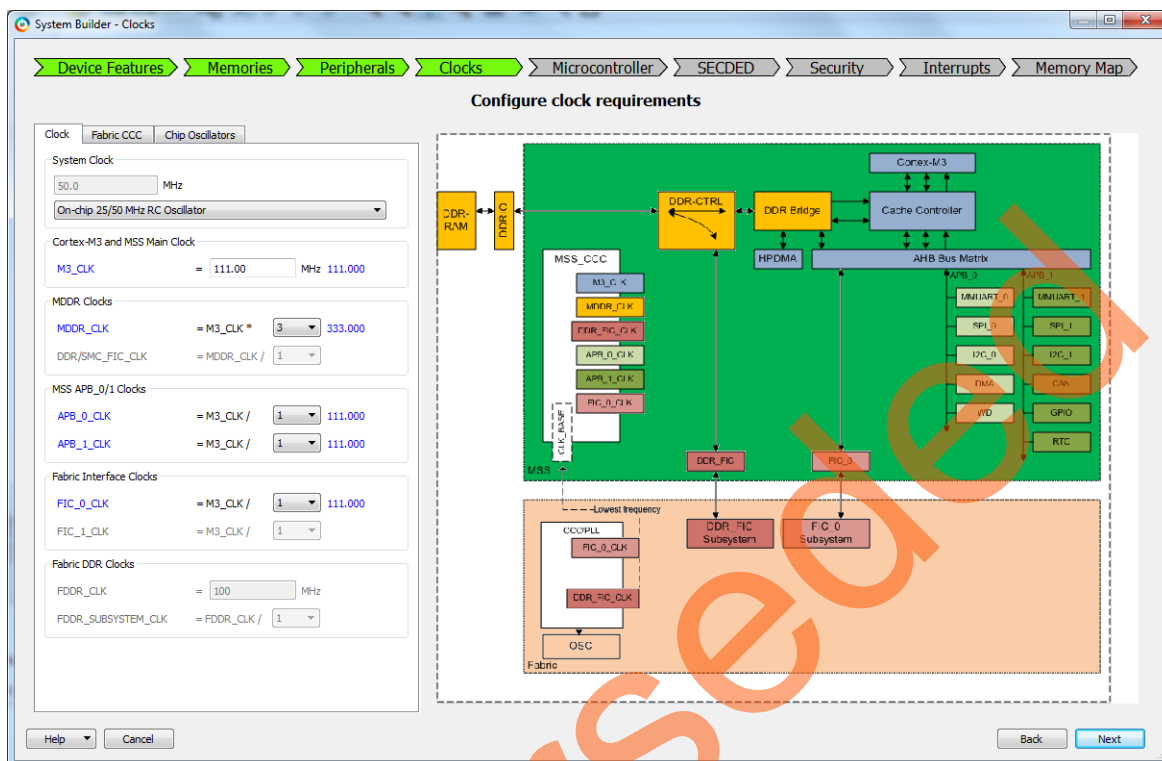 System Builder - Clocks
Device Features
Memories
Peripherals
Clocks
Microcontroller
SECDED
Security
Interrupts
Memory Map
Configure clock requirements
Clock
Fabric CCC
Chip Oscillators
System Clock
50.0 MHz
On-chip 25/50 MHz RC Oscillator
Cortex-M3 and MSS Main Clock
M3_CLK = 111.00 MHz 111.000
MDDR Clocks
MDDR_CLK = M3_CLK * 3 333.000
DDR/SMC_FIC_CLK = MDDR_CLK / 1
MSS APB_0/1 Clocks
APB_0_CLK = M3_CLK / 1 111.000
APB_1_CLK = M3_CLK / 1 111.000
Fabric Interface Clocks
FIC_0_CLK = M3_CLK / 1 111.000
FIC_1_CLK = M3_CLK / 1
Fabric DDR Clocks
FDDR_CLK = 100 MHz
FDDR_SUBSYSTEM_CLK = FDDR_CLK / 1
Cortex-M3
DDR-
RAM
DDR-CTRL
DDR Bridge
Cache Controller
HPDMA
AHB Bus Matrix
MSS_CCC
M3_CLK
MDDR_CLK
DDR_FIC_CLK
APB_0_CLK
APB_1_CLK
FIC_0_CLK
CLK_BASE
APB_0
APB_1
MMUART_0
MMUART_1
SPI_0
SPI_1
I2C_0
I2C_1
DMA
CAN
WD
GPIO
RTC
DDR_FIC
FIC_0
MSS
Lowest frequency
CCC/PLL
FIC_0_CLK
DDR_FIC_CLK
DDR_FIC
Subsystem
FIC_0
Subsystem
OSC
Fabric
Help
Cancel
Back
Next